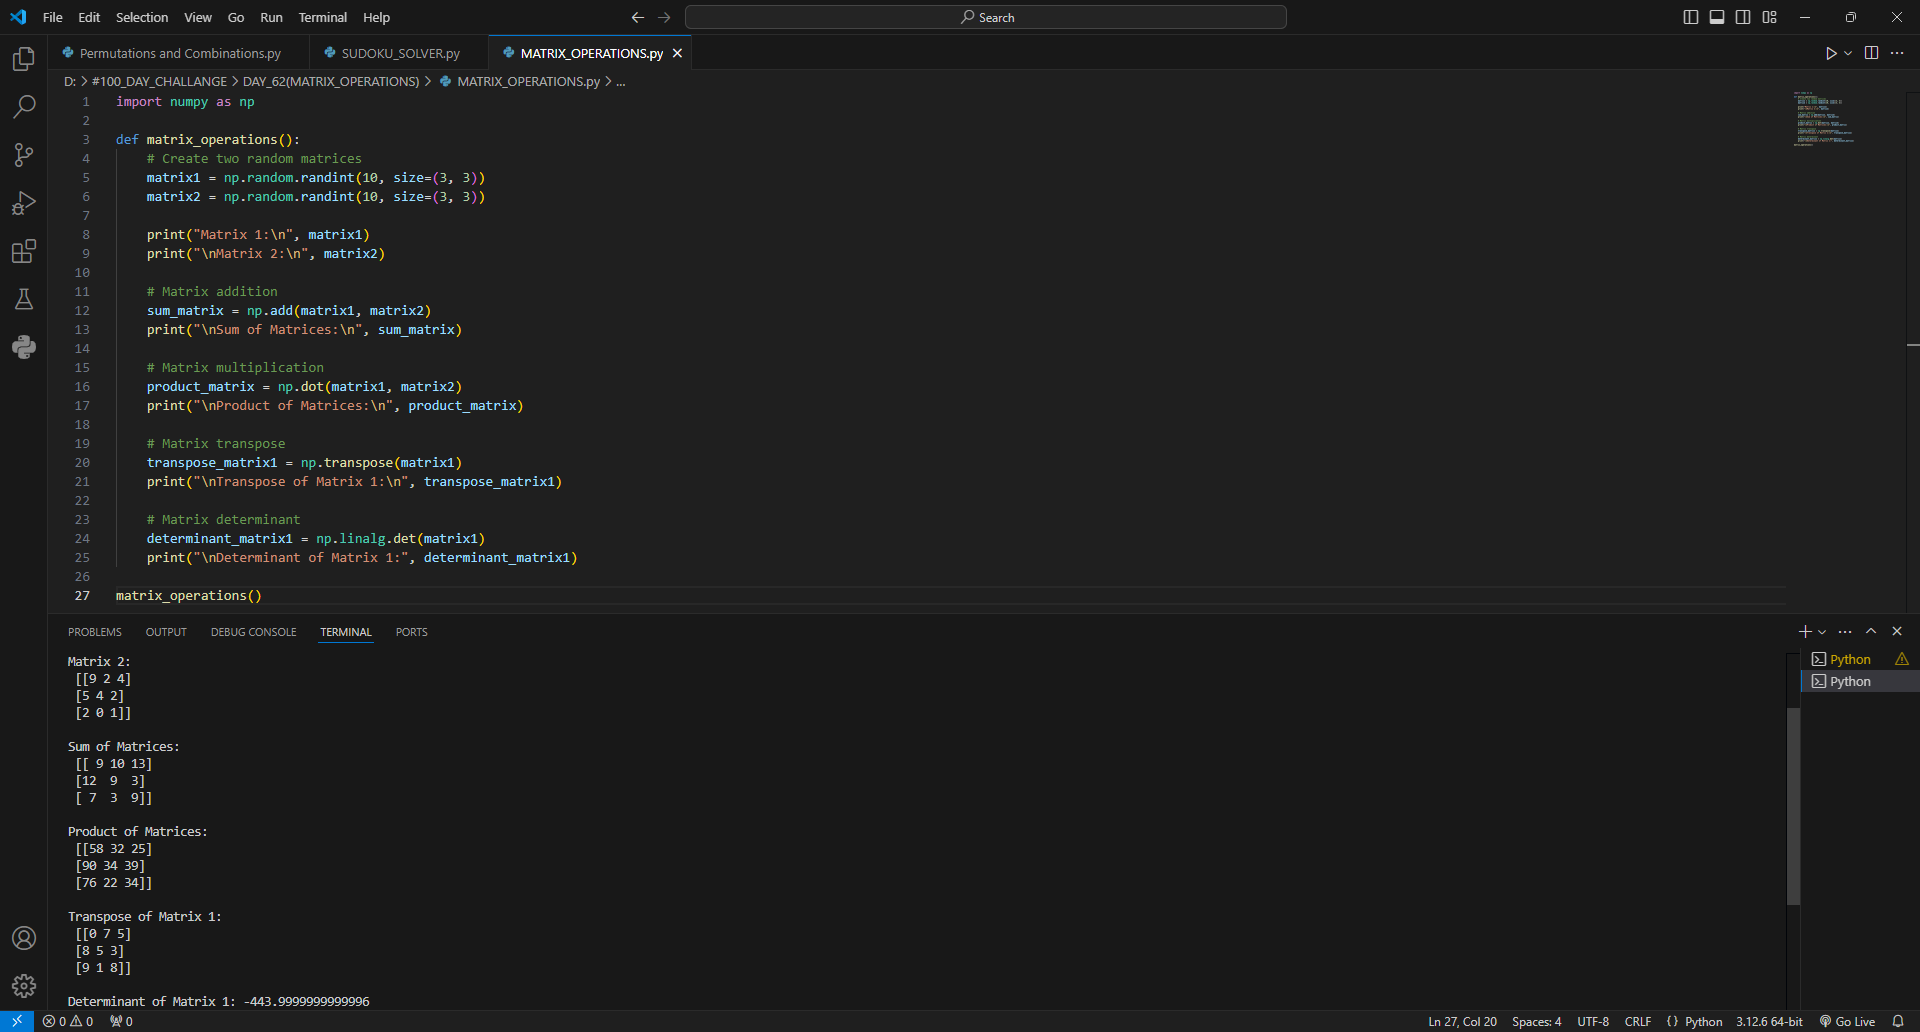 File Edit Selection View Go Run Terminal Help
Search
Permutations and Combinations.py
SUDOKU_SOLVER.py
MATRIX_OPERATIONS.py
D: > #100_DAY_CHALLANGE > DAY_62(MATRIX_OPERATIONS) > MATRIX_OPERATIONS.py > ...
1 import numpy as np
2
3 def matrix_operations():
4     # Create two random matrices
5     matrix1 = np.random.randint(10, size=(3, 3))
6     matrix2 = np.random.randint(10, size=(3, 3))
7
8     print("Matrix 1:\n", matrix1)
9     print("\nMatrix 2:\n", matrix2)
10
11     # Matrix addition
12     sum_matrix = np.add(matrix1, matrix2)
13     print("\nSum of Matrices:\n", sum_matrix)
14
15     # Matrix multiplication
16     product_matrix = np.dot(matrix1, matrix2)
17     print("\nProduct of Matrices:\n", product_matrix)
18
19     # Matrix transpose
20     transpose_matrix1 = np.transpose(matrix1)
21     print("\nTranspose of Matrix 1:\n", transpose_matrix1)
22
23     # Matrix determinant
24     determinant_matrix1 = np.linalg.det(matrix1)
25     print("\nDeterminant of Matrix 1:", determinant_matrix1)
26
27 matrix_operations()
PROBLEMS OUTPUT DEBUG CONSOLE TERMINAL PORTS
Matrix 2:
 [[9 2 4]
 [5 4 2]
 [2 0 1]]
Sum of Matrices:
 [[ 9 10 13]
 [12  9  3]
 [ 7  3  9]]
Product of Matrices:
 [[58 32 25]
 [90 34 39]
 [76 22 34]]
Transpose of Matrix 1:
 [[0 7 5]
 [8 5 3]
 [9 1 8]]
Determinant of Matrix 1: -443.9999999999996
Python
Python
0 0 0
Ln 27, Col 20 Spaces: 4 UTF-8 CRLF {} Python 3.12.6 64-bit Go Live